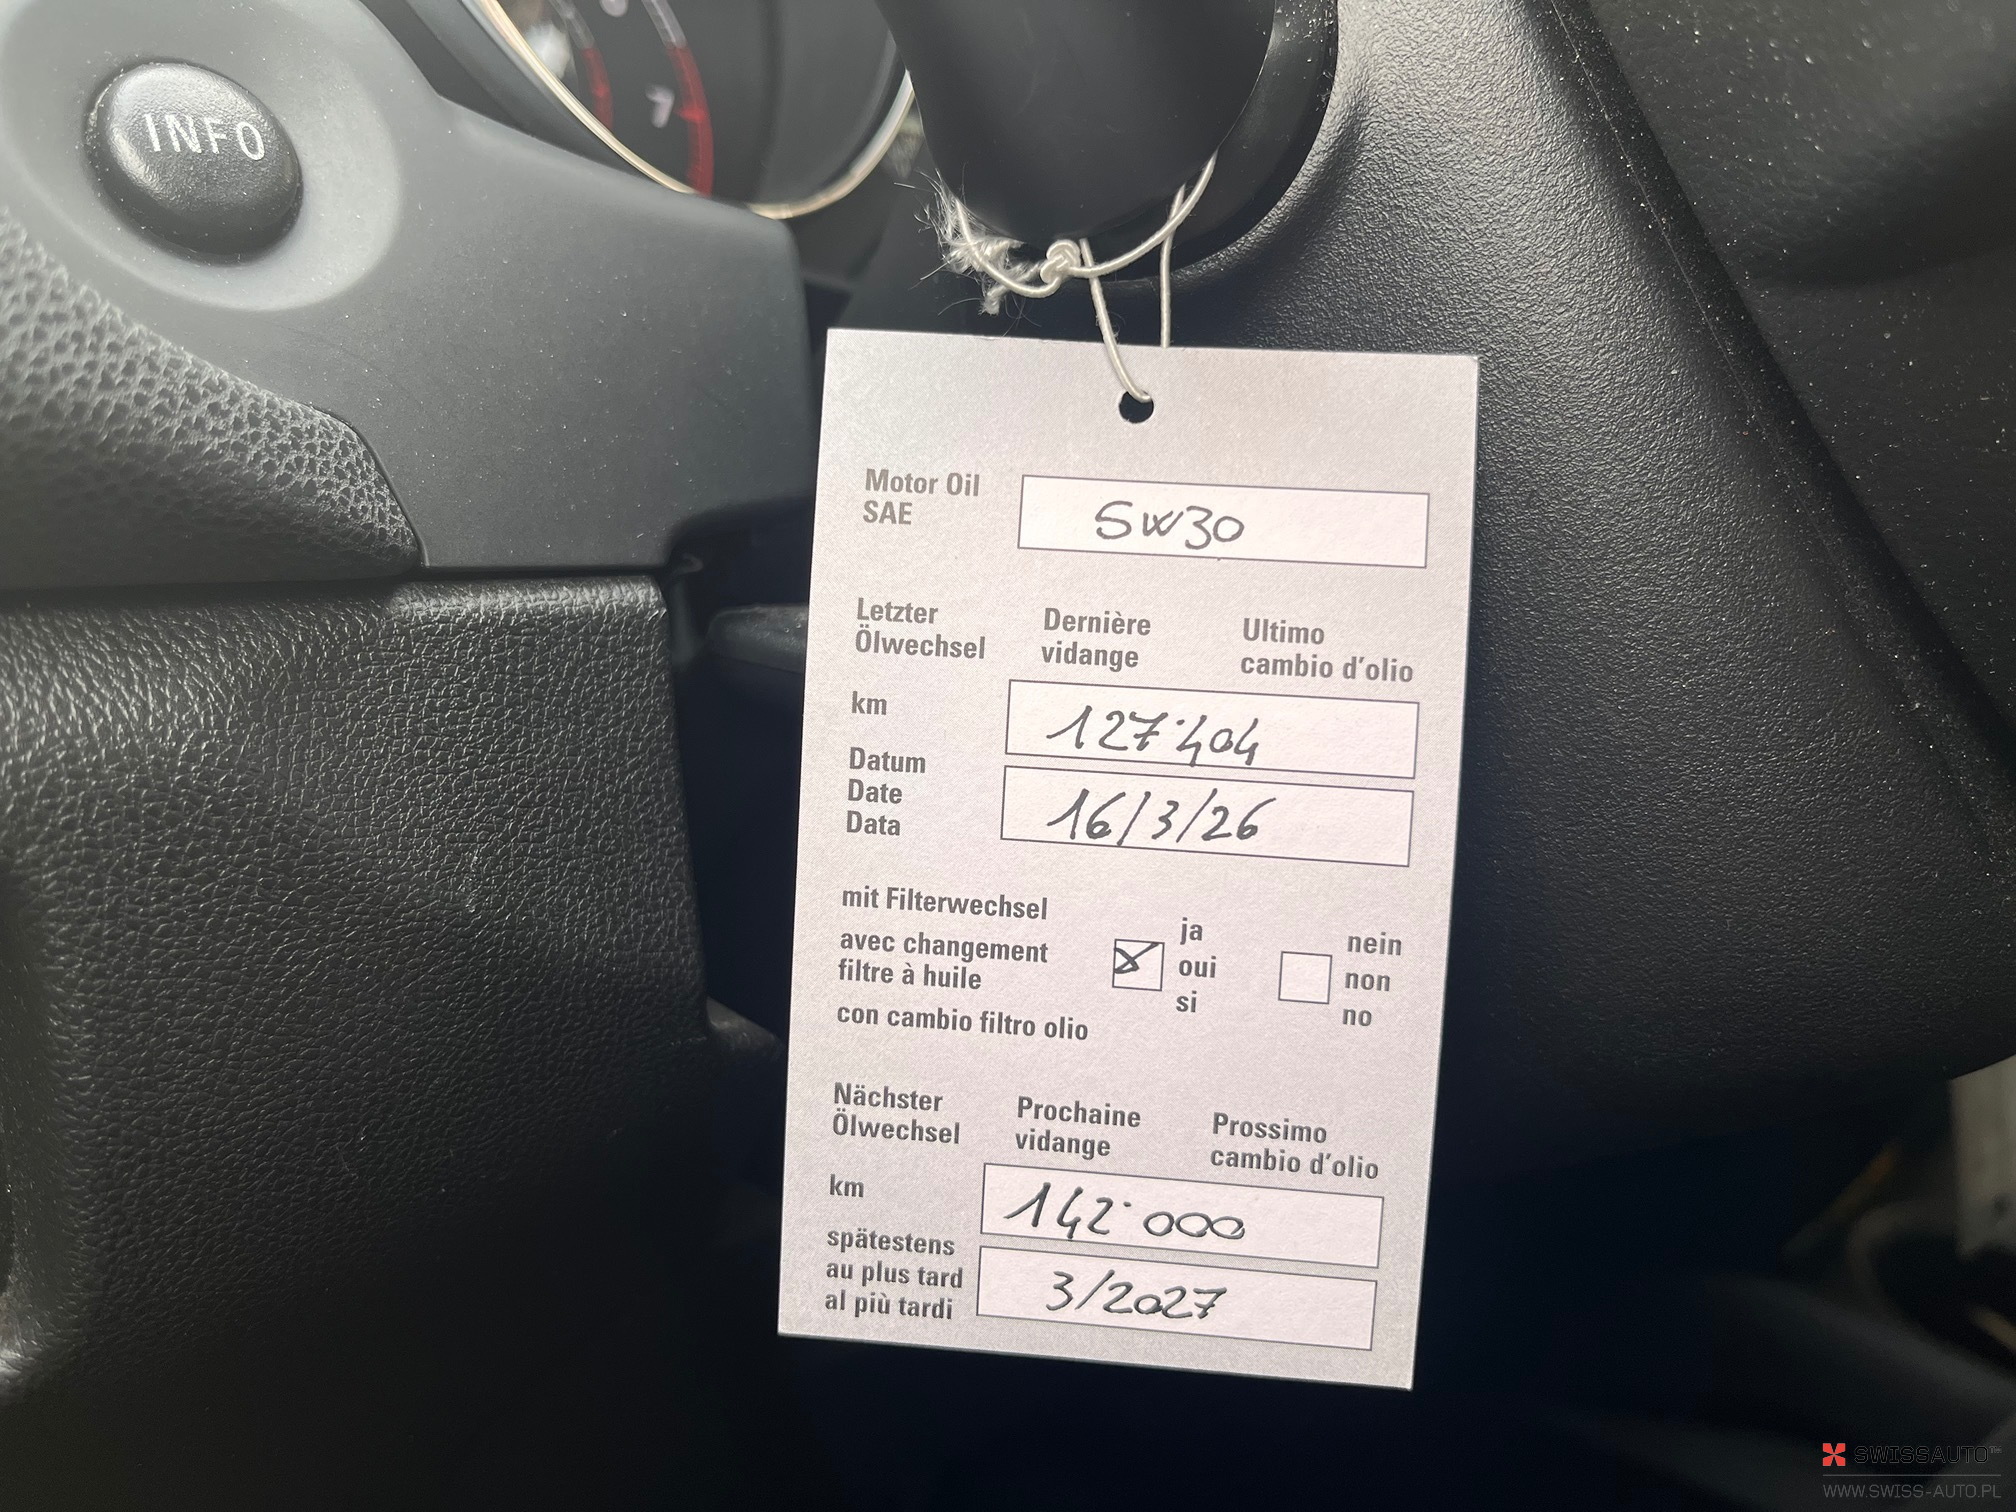 INFO
7
Motor Oil
SAE
5W30
Letzter
Ölwechsel
Dernière
vidange
Ultimo
cambio d'olio
km
127'404
Datum
Date
Data
16/3/26
mit Filterwechsel
avec changement
filtre à huile
con cambio filtro olio
ja
oui
si
nein
non
no
Nächster
Ölwechsel
Prochaine
vidange
Prossimo
cambio d'olio
km
142'000
spätestens
au plus tard
al più tardi
3/2027
SWISSAUTO™
WWW.SWISS-AUTO.PL